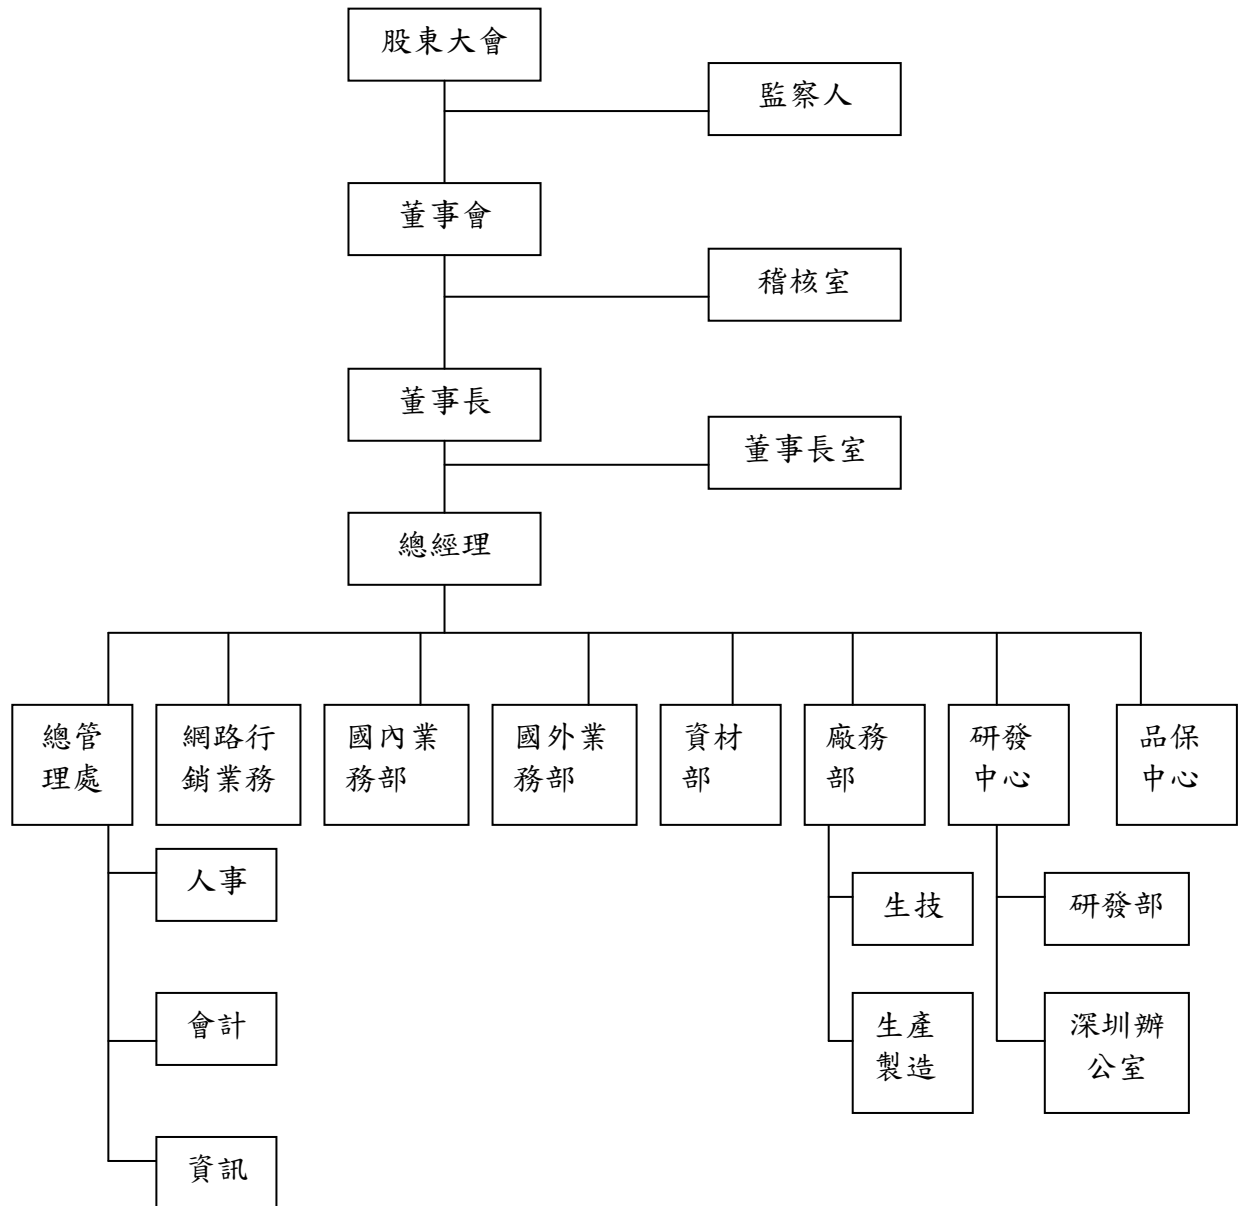 股東大會
監察人
董事會
稽核室
董事長
董事長室
總經理
總管
理處
網路行
銷業務
國內業
務部
國外業
務部
資材
部
廠務
部
研發
中心
品保
中心
人事
生技
研發部
會計
生產
製造
深圳辦
公室
資訊